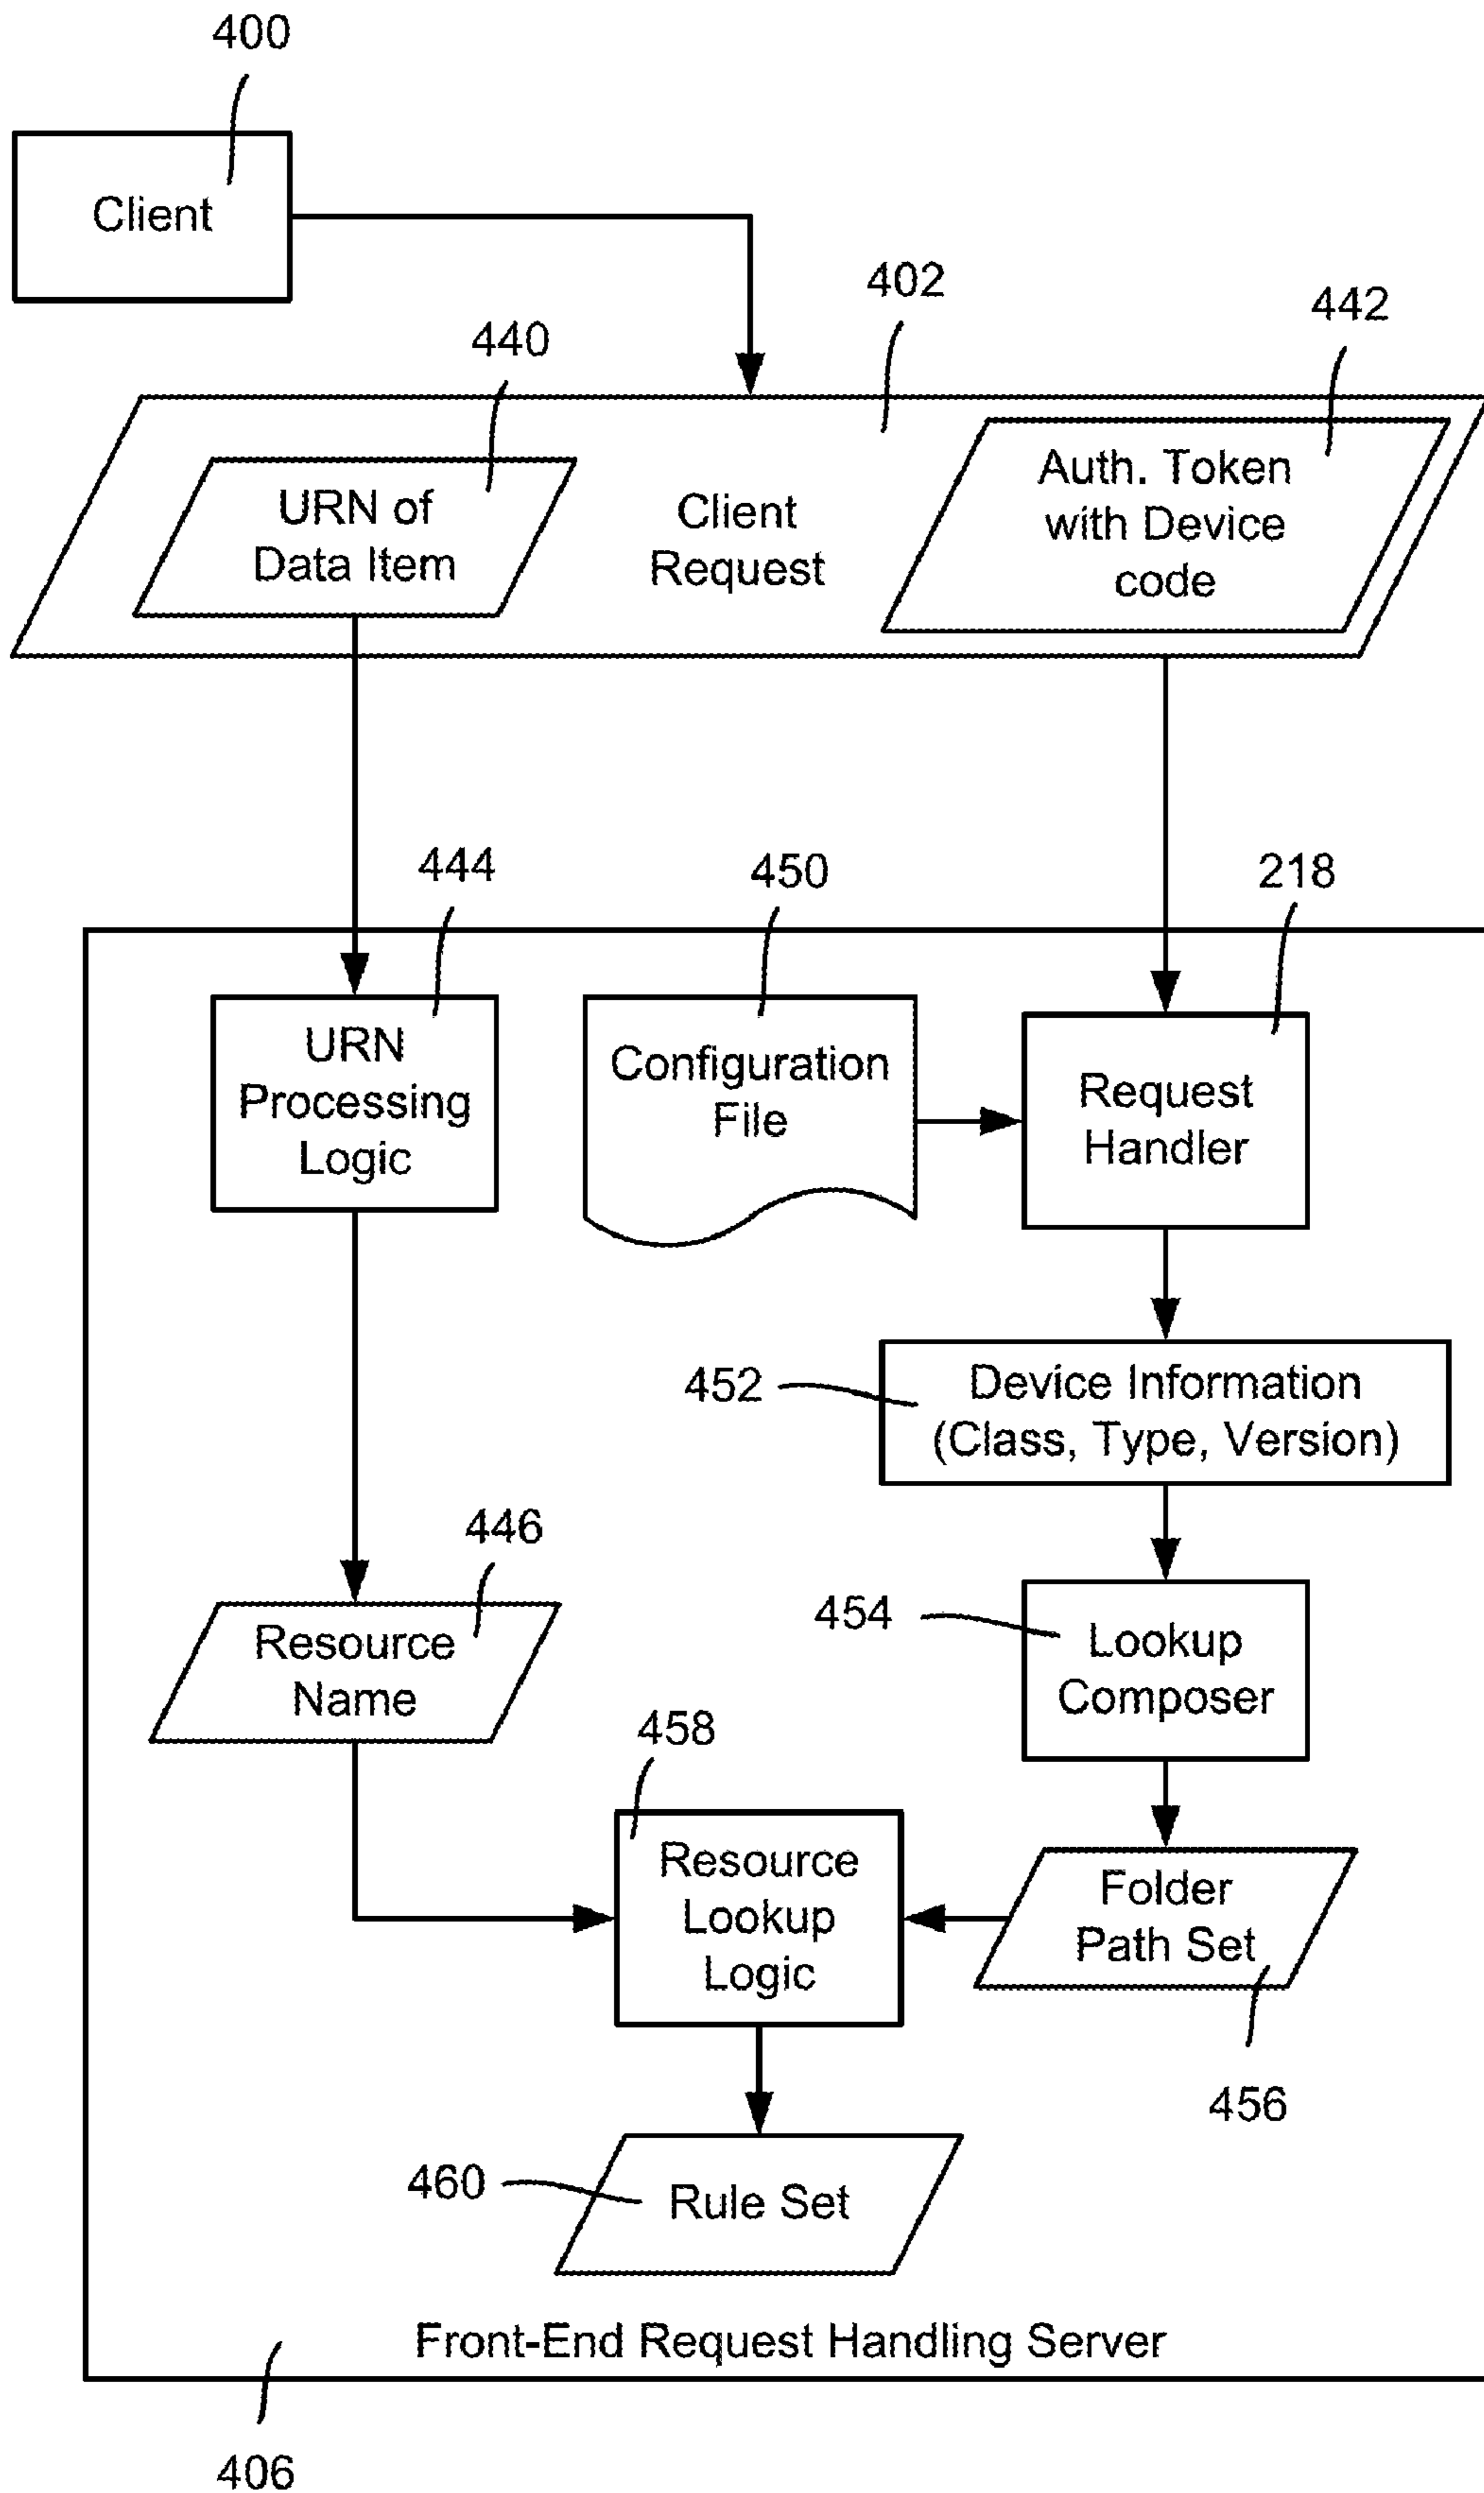 400
Client
402
442
440
URN of
Data Item
Client
Request
Auth. Token
with Device
code
444
450
218
URN
Processing
Logic
Configuration
File
Request
Handler
452
Device Information
(Class, Type, Version)
446
454
Resource
Name
Lookup
Composer
458
Resource
Lookup
Logic
Folder
Path Set
456
460
Rule Set
Front-End Request Handling Server
406